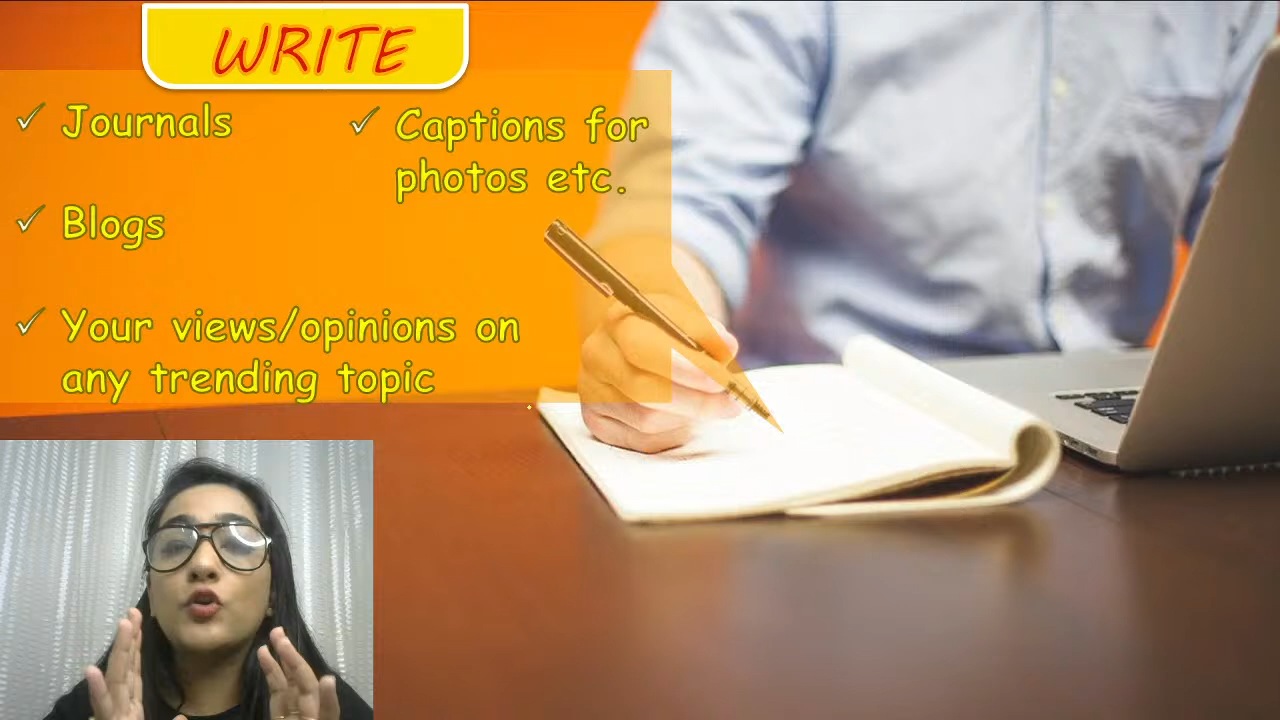 WRITE
Journals
Blogs
Your views/opinions on
any trending topic
Captions for
photos etc.